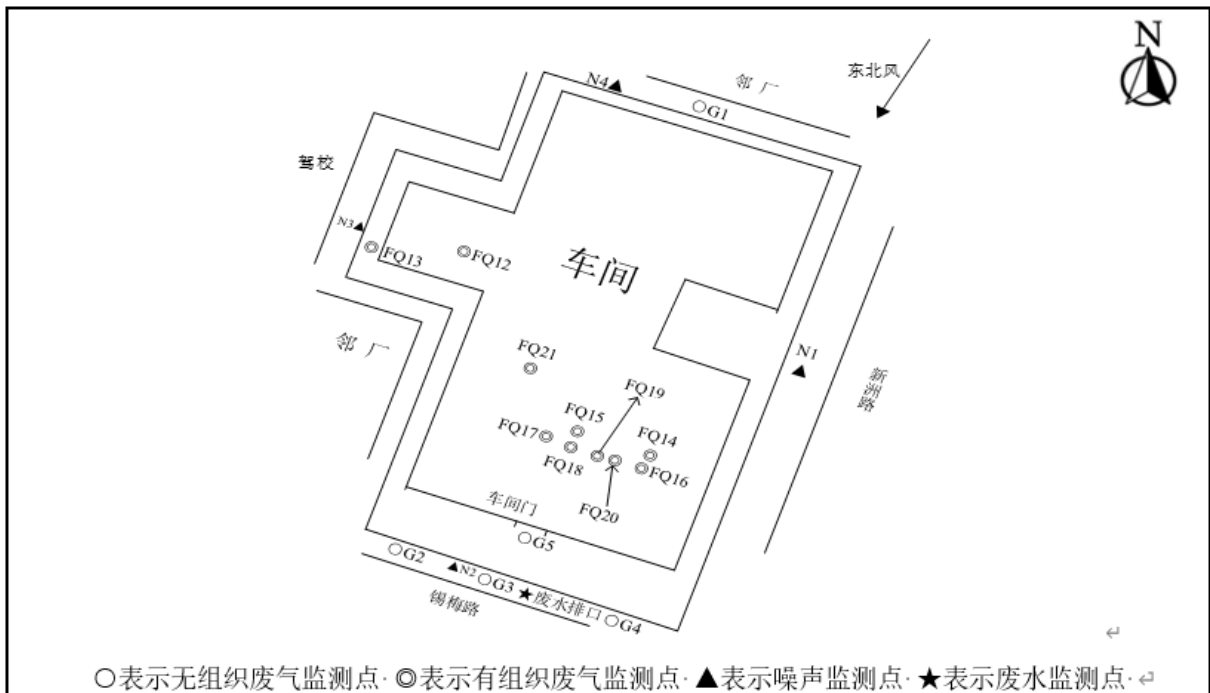 N
东北风
邻厂
N4▲
○G1
驾校
N3▲
◎FQ13
◎FQ12
车间
N1
▲
邻厂
新洲路
FQ21
FQ19
FQ15
FQ17
FQ14
FQ18
FQ16
FQ20
车间门
○G5
○G2
▲N2
○G3
★废水排口
○G4
锡梅路
○表示无组织废气监测点· ◎表示有组织废气监测点· ▲表示噪声监测点· ★表示废水监测点·